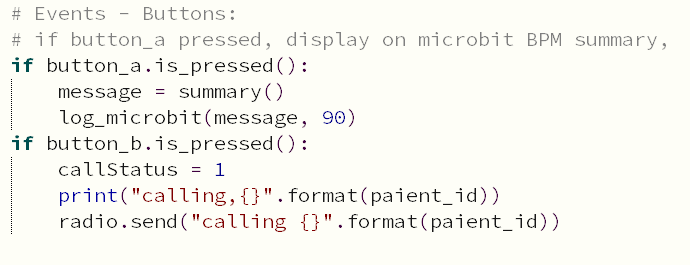 # Events - Buttons:
# if button_a pressed, display on microbit BPM summary,
if button_a.is_pressed():
    message = summary()
    log_microbit(message, 90)
if button_b.is_pressed():
    callStatus = 1
    print("calling,{}".format(paient_id))
    radio.send("calling {}".format(paient_id))